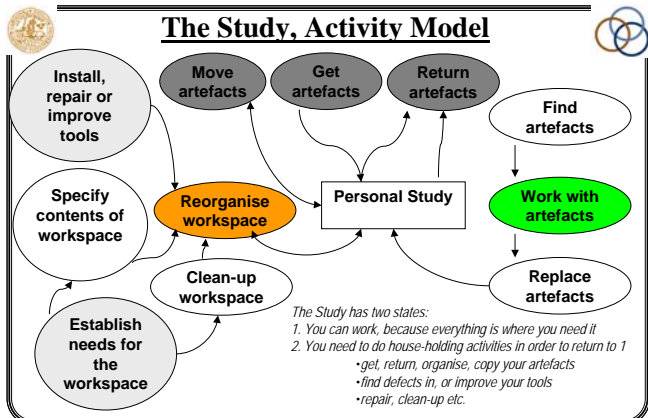 The Study, Activity Model
Install,
repair or
improve
tools
Move
artefacts
Get
artefacts
Return
artefacts
Find
artefacts
Specify
contents of
workspace
Reorganise
workspace
Personal Study
Work with
artefacts
Clean-up
workspace
Replace
artefacts
Establish
needs for
the
workspace
The Study has two states:
1. You can work, because everything is where you need it
2. You need to do house-holding activities in order to return to 1
•get, return, organise, copy your artefacts
•find defects in, or improve your tools
•repair, clean-up etc.